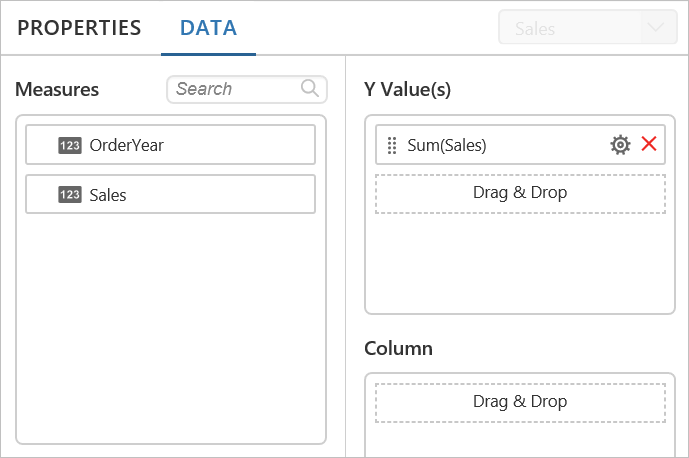 PROPERTIES
DATA
Sales
Measures
Search
Y Value(s)
123 OrderYear
Sum(Sales)
123 Sales
Drag & Drop
Column
Drag & Drop